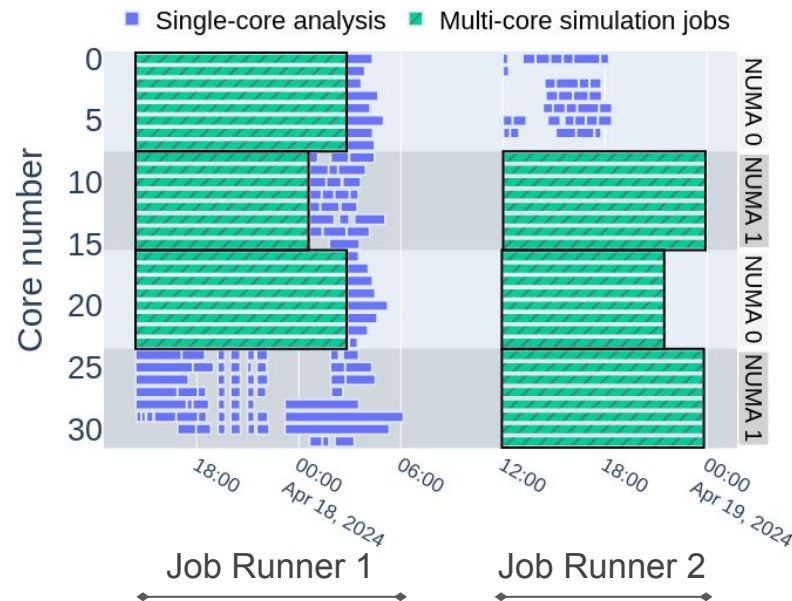 Single-core analysis
Multi-core simulation jobs
Core number
0
5
10
15
20
25
30
NUMA 0
NUMA 1
NUMA 0
NUMA 1
18:00
00:00
Apr 18, 2024
06:00
12:00
18:00
00:00
Apr 19, 2024
Job Runner 1
Job Runner 2